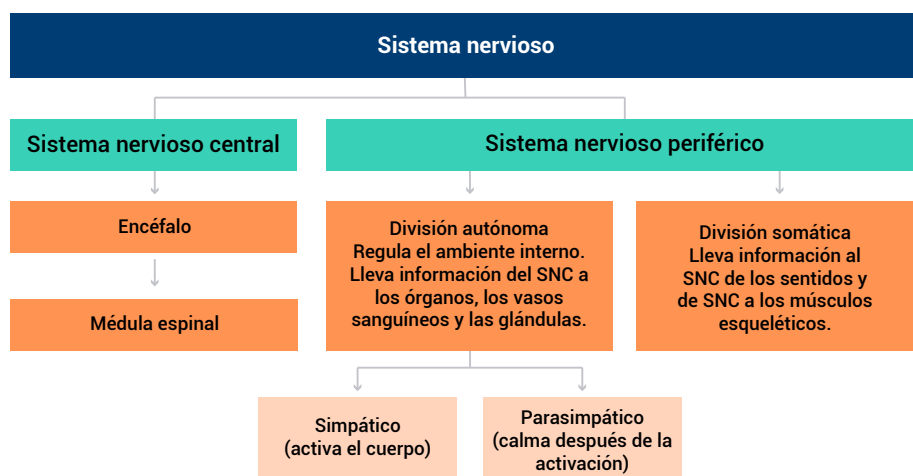 Sistema nervioso
Sistema nervioso central
Sistema nervioso periférico
Encéfalo
Médula espinal
División autónoma
Regula el ambiente interno.
Lleva información del SNC a
los órganos, los vasos
sanguíneos y las glándulas.
División somática
Lleva información al
SNC de los sentidos y
de SNC a los músculos
esqueléticos.
Simpático
(activa el cuerpo)
Parasimpático
(calma después de la
activación)